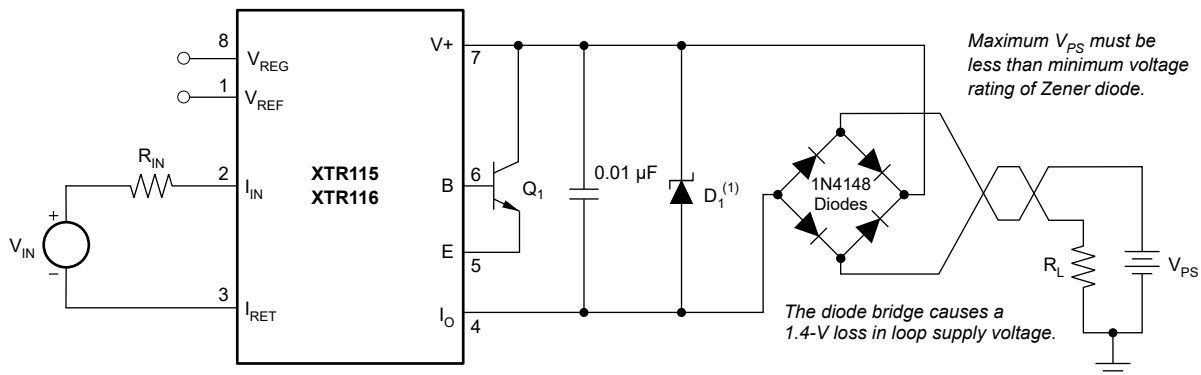 8
V_REG
1
V_REF
R_IN
2
I_IN
V_IN
+
−
3
I_RET
XTR115
XTR116
V+
7
B
6
E
5
I_O
4
Q_1
0.01 µF
D_1^(1)
1N4148
Diodes
Maximum V_PS must be
less than minimum voltage
rating of Zener diode.
R_L
V_PS
The diode bridge causes a
1.4-V loss in loop supply voltage.